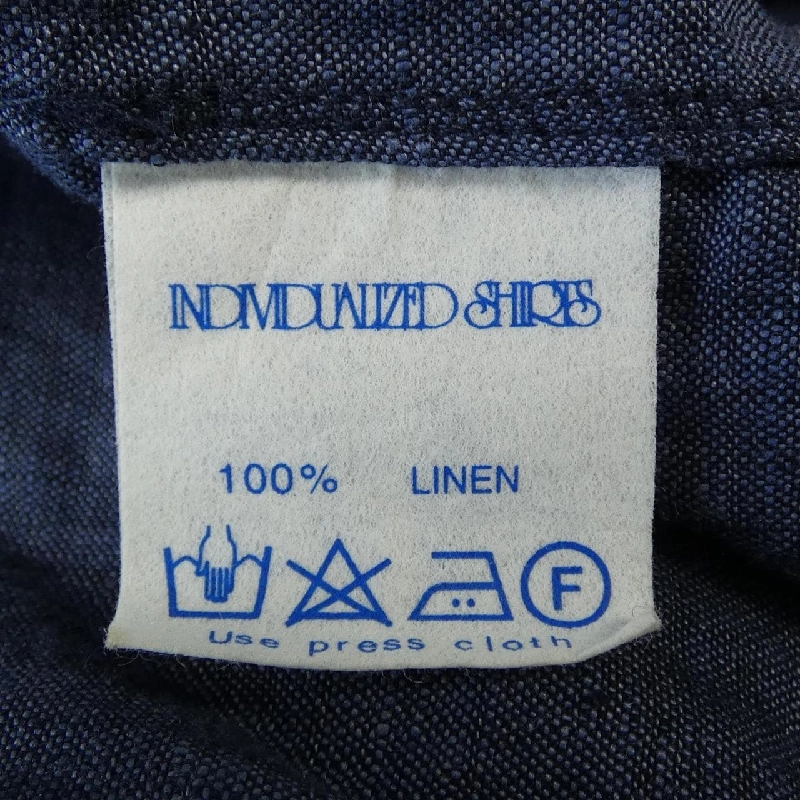 INDIVIDUALIZED SHIRTS
100% LINEN
F
Use press cloth